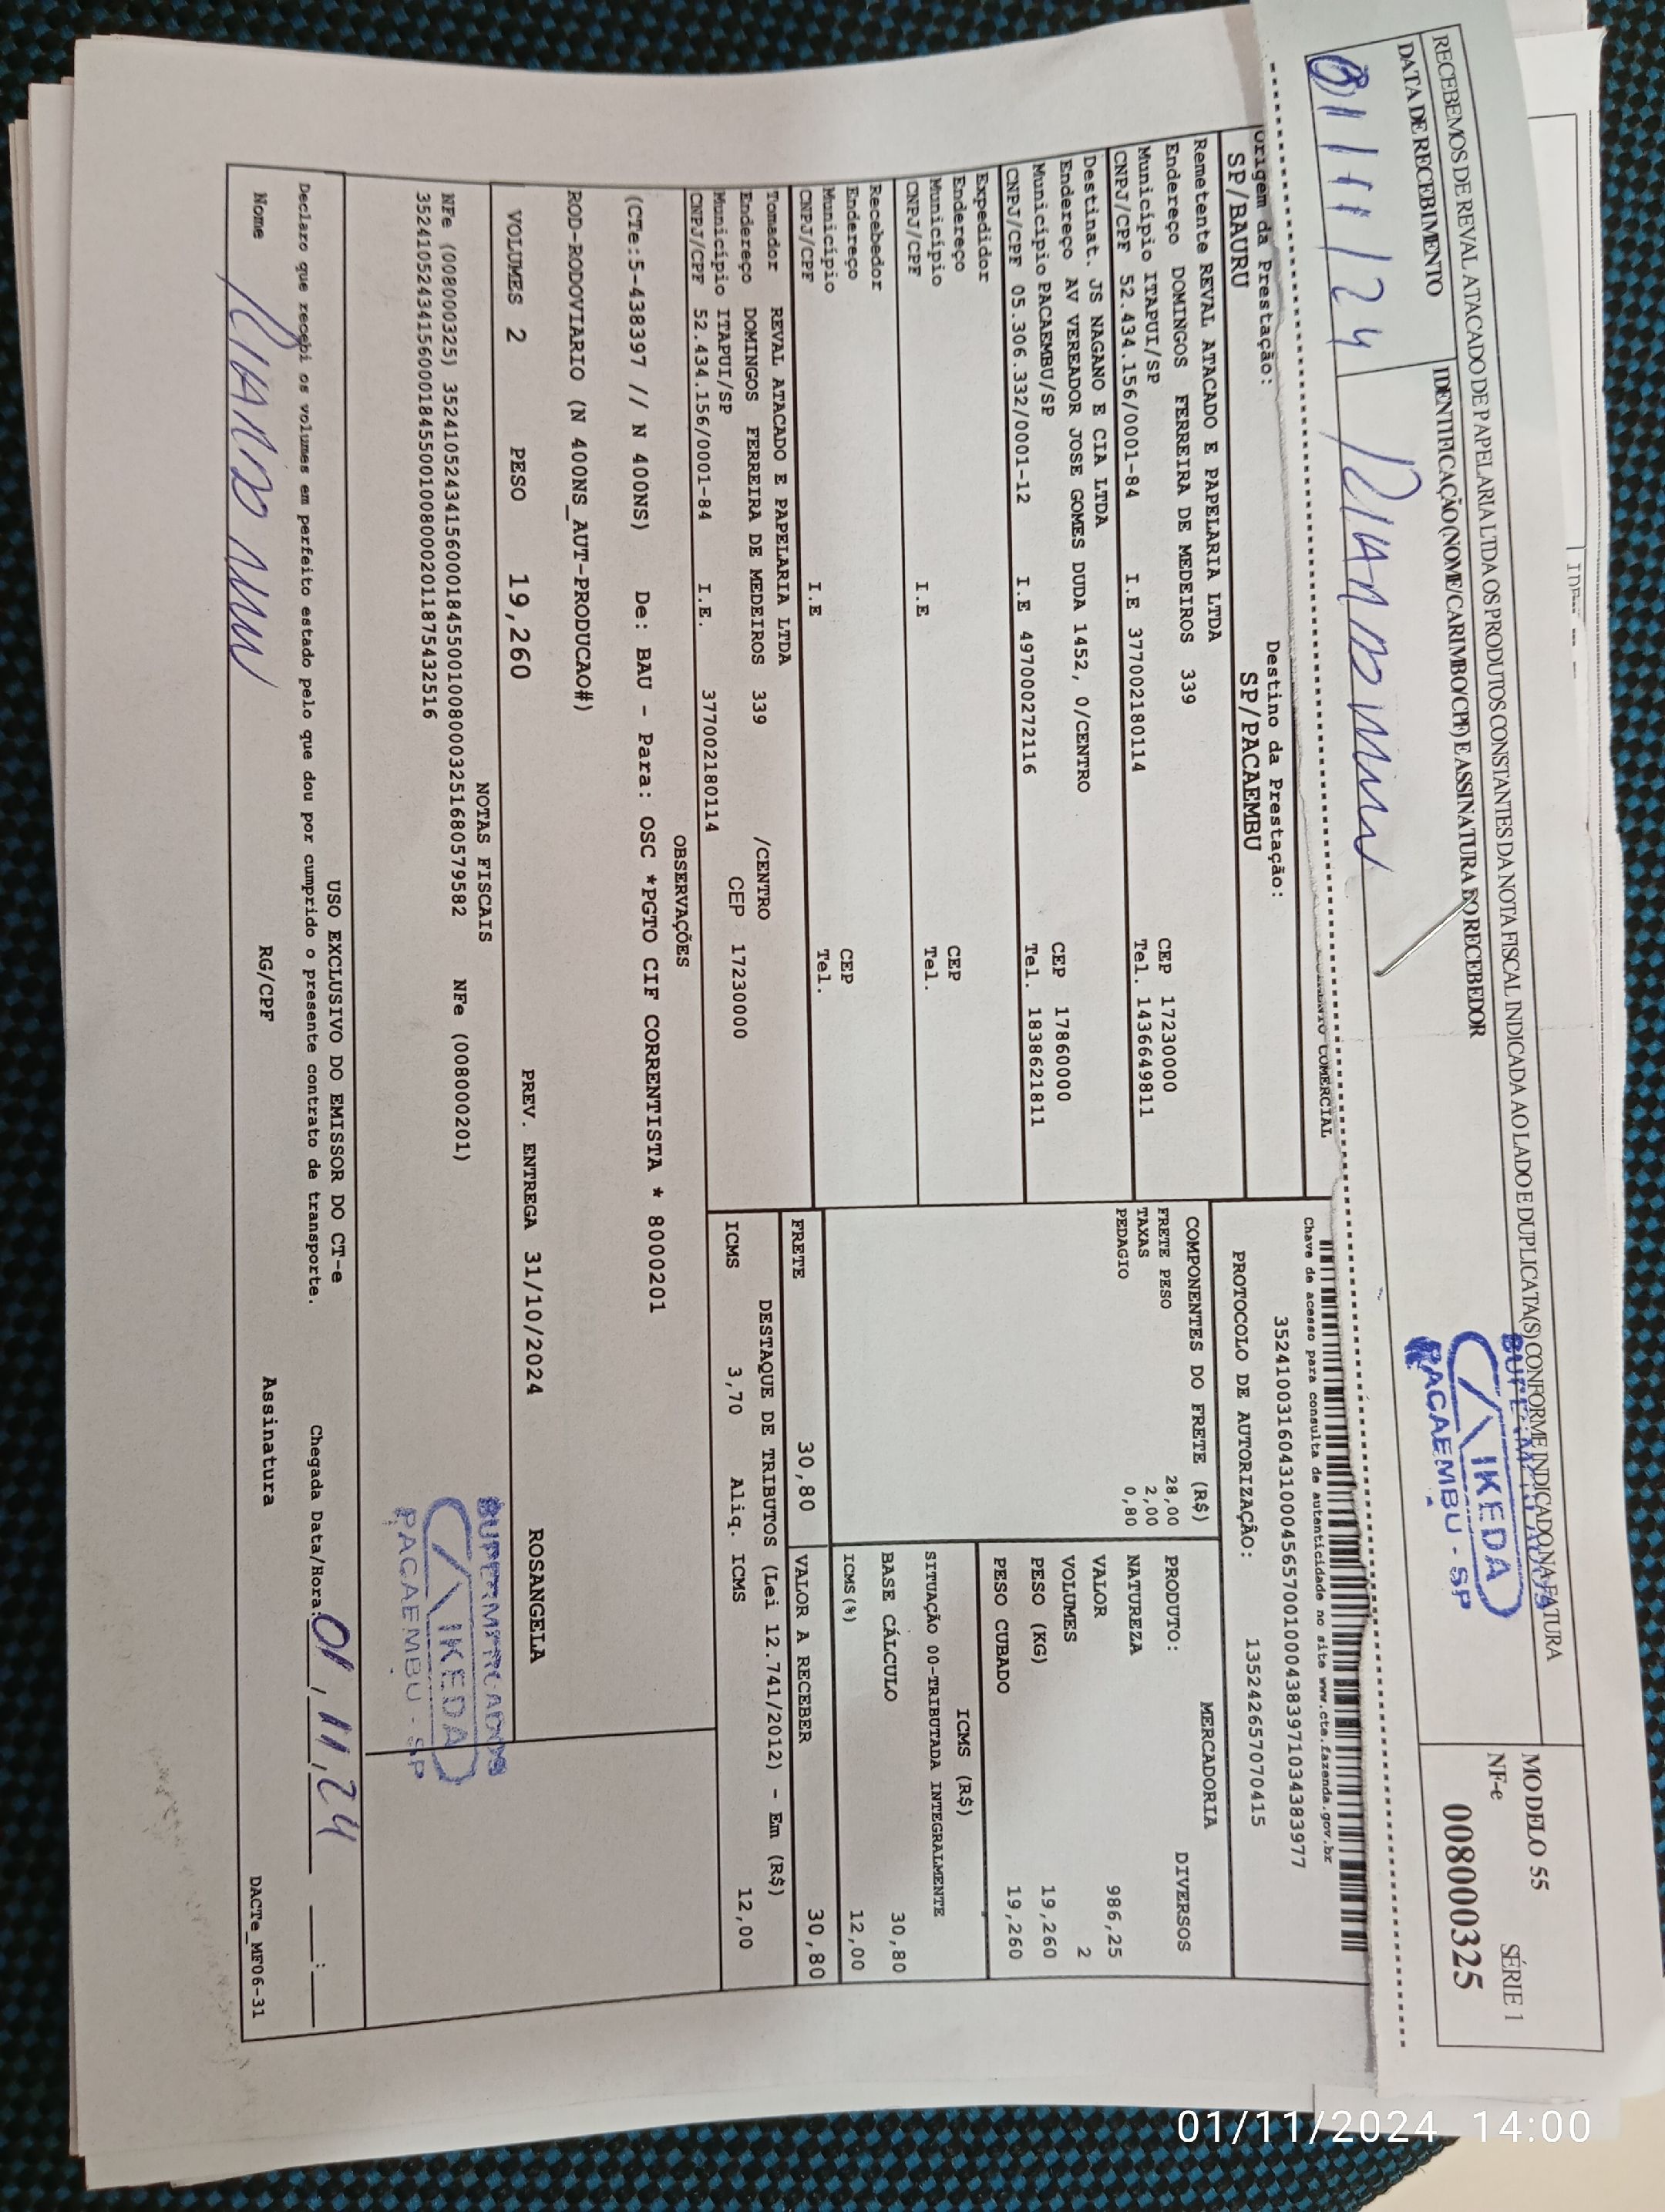 RECEBEMOS DE REVAL ATACADO DE PAPELARIA LTDA OS PRODUTOS CONSTANTES DA NOTA FISCAL INDICADA AO LADO E DUPLICATA(S) CONFORME INDICADO NA FATURA
DATA DE RECEBIMENTO
IDENTIFICAÇÃO (NOME/CARIMBO/CPF) E ASSINATURA DO RECEBEDOR
01/11/24
IKEDA
PACAEMBU - SP
MODELO 55
SÉRIE 1
NF-e
008000325
COMERCIAL
Chave de acesso para consulta de autenticidade no site www.cte.fazenda.gov.br
35241003160431000456570010004383971034383977
PROTOCOLO DE AUTORIZAÇÃO:
135242657070415
Origem da Prestação:
Destino da Prestação:
SP/BAURU
SP/PACAEMBU
Remetente REVAL ATACADO E PAPELARIA LTDA
Endereço DOMINGOS FERREIRA DE MEDEIROS 339
Município ITAPUI/SP
CEP 17230000
CNPJ/CPF 52.434.156/0001-84
I.E 377002180114
Tel. 1436649811
Destinat. JS NAGANO E CIA LTDA
Endereço AV VEREADOR JOSE GOMES DUDA 1452, 0/CENTRO
Município PACAEMBU/SP
CEP 17860000
CNPJ/CPF 05.306.332/0001-12
I.E 497000272116
Tel. 1838621811
Expedidor
Endereço
Município
CEP
CNPJ/CPF
I.E
Tel.
Recebedor
Endereço
Município
CEP
CNPJ/CPF
I.E
Tel.
Tomador REVAL ATACADO E PAPELARIA LTDA
Endereço DOMINGOS FERREIRA DE MEDEIROS 339 /CENTRO
Município ITAPUI/SP
CEP 17230000
CNPJ/CPF 52.434.156/0001-84
I.E. 377002180114
COMPONENTES DO FRETE (R$)
FRETE PESO 28,00
TAXAS 2,00
PEDAGIO 0,80
MERCADORIA
PRODUTO: DIVERSOS
NATUREZA
VALOR 986,25
VOLUMES 2
PESO (KG) 19,260
PESO CUBADO 19,260
ICMS (R$)
STUAÇÃO 00-TRIBUTADA INTEGRALMENTE
BASE CÁLCULO 30,80
ICMS(%) 12,00
FRETE 30,80
VALOR A RECEBER 30,80
DESTAQUE DE TRIBUTOS (Lei 12.741/2012) - Em (R$)
ICMS 3,70 Aliq. ICMS 12,00
OBSERVAÇÕES
(CTe:5-438397 // N 400NS) De: BAU - Para: OSC *PGTO CIF CORRENTISTA * 8000201
ROD-RODOVIARIO (N 400NS_AUT-PRODUCAO#)
VOLUMES 2 PESO 19,260 PREV. ENTREGA 31/10/2024 ROSANGELA
NOTAS FISCAIS
NFe (008000325) 35241052434156000184550010080003251680579582 NFe (008000201)
35241052434156000184550010080002011875432516
SUPERMERCADOS
IKEDA
PACAEMBU - SP
USO EXCLUSIVO DO EMISSOR DO CT-e
Declaro que recebi os volumes em perfeito estado pelo que dou por cumprido o presente contrato de transporte.
Chegada Data/Hora: 01/11/24
Nome
RG/CPF
Assinatura
DACTe_MF06-31
01/11/2024 14:00